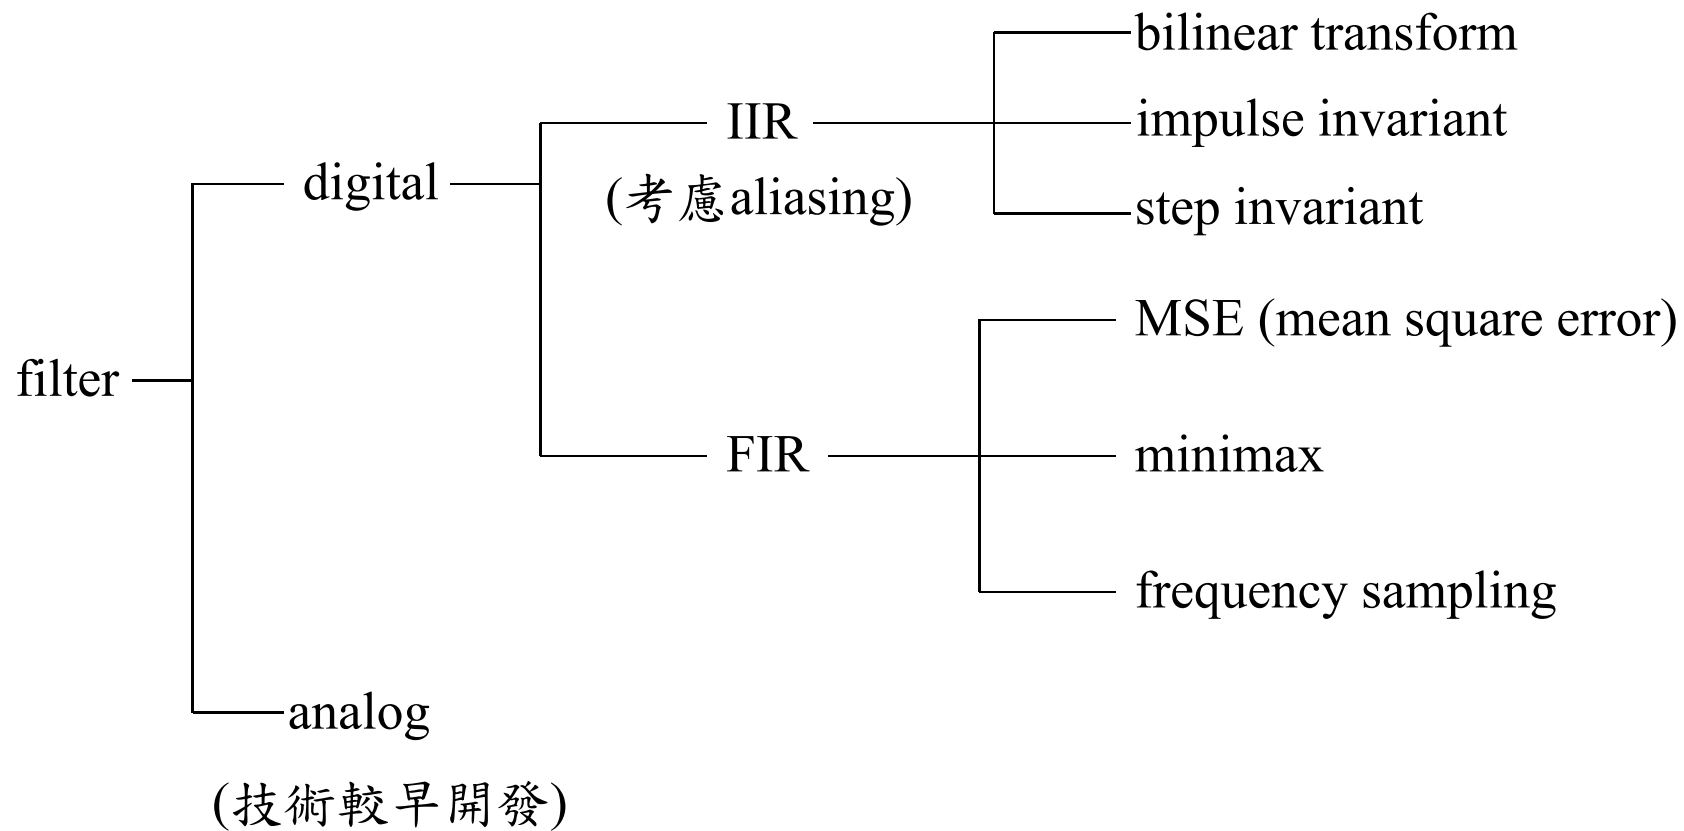 bilinear transform
IIR
impulse invariant
digital
(考慮aliasing)
step invariant
MSE (mean square error)
filter
FIR
minimax
frequency sampling
analog
(技術較早開發)